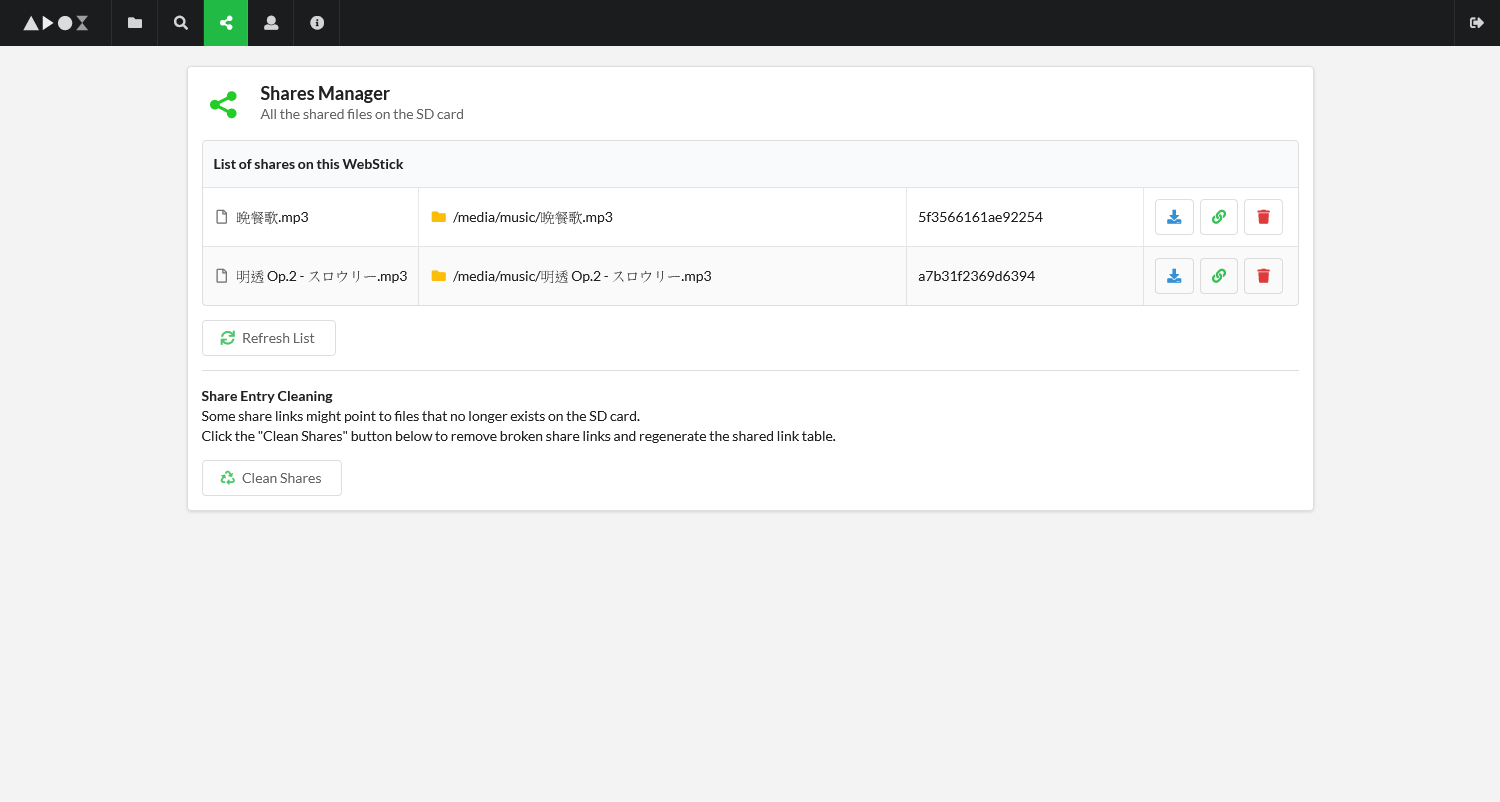 Shares Manager
All the shared files on the SD card
List of shares on this WebStick
晩餐歌.mp3 /media/music/晩餐歌.mp3 5f3566161ae92254
明透 Op.2 - スロウリー.mp3 /media/music/明透 Op.2 - スロウリー.mp3 a7b31f2369d6394
Refresh List
Share Entry Cleaning
Some share links might point to files that no longer exists on the SD card.
Click the "Clean Shares" button below to remove broken share links and regenerate the shared link table.
Clean Shares